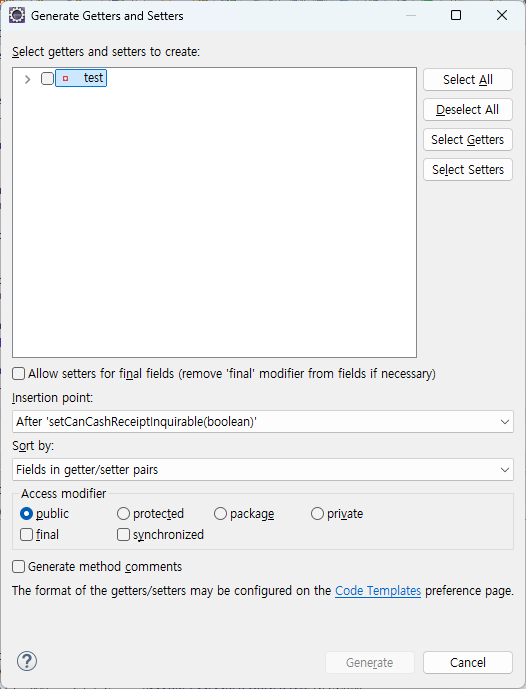 Generate Getters and Setters
Select getters and setters to create:
test
Select All
Deselect All
Select Getters
Select Setters
Allow setters for final fields (remove 'final' modifier from fields if necessary)
Insertion point:
After 'setCanCashReceiptInquirable(boolean)'
Sort by:
Fields in getter/setter pairs
Access modifier
public protected package private
final synchronized
Generate method comments
The format of the getters/setters may be configured on the Code Templates preference page.
? Generate Cancel